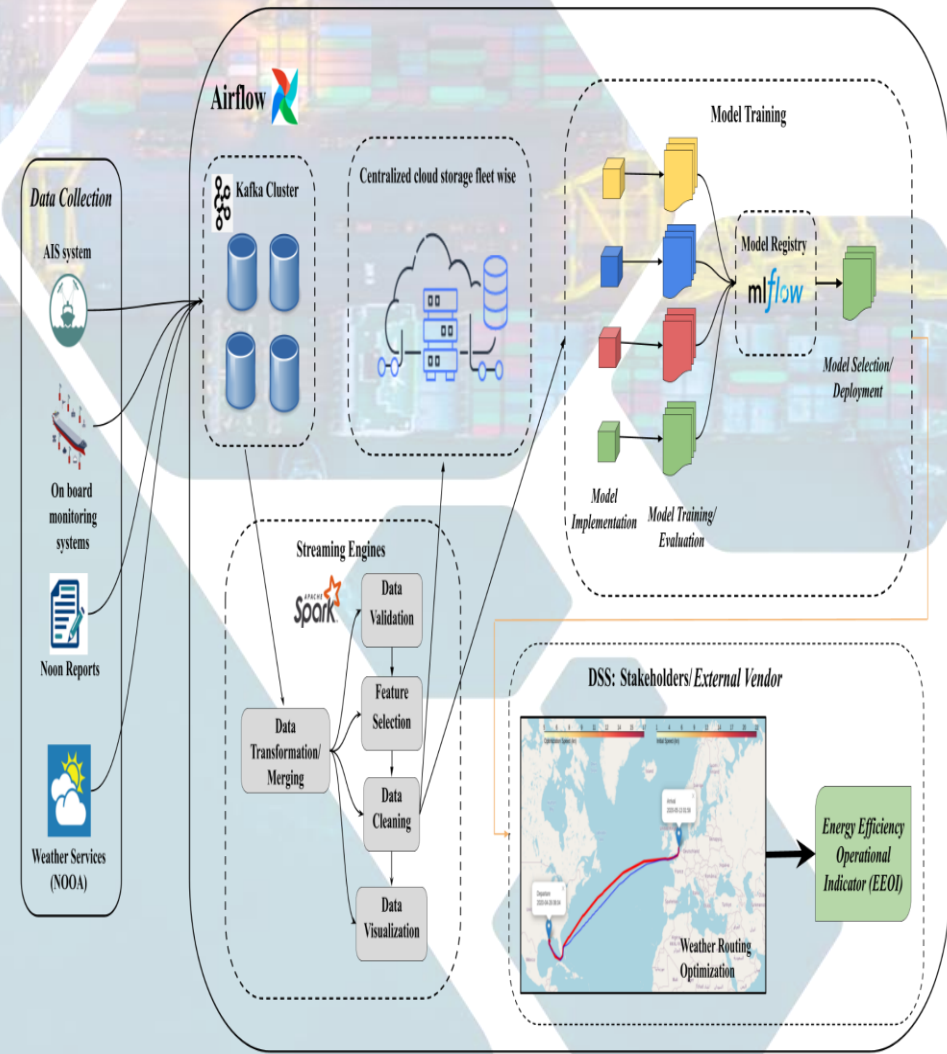 Airflow
Data Collection
AIS system
On board
monitoring
systems
Noon Reports
Weather Services
(NOOA)
Kafka Cluster
Centralized cloud storage fleet wise
Model Training
Model Registry
mlflow
Model Selection/
Deployment
Model
Implementation
Model Training/
Evaluation
Streaming Engines
APACHE
Spark
Data
Transformation/
Merging
Data
Validation
Feature
Selection
Data
Cleaning
Data
Visualization
DSS: Stakeholders/External Vendor
Arrival
Departure
Weather Routing
Optimization
Energy Efficiency
Operational
Indicator (EEOI)